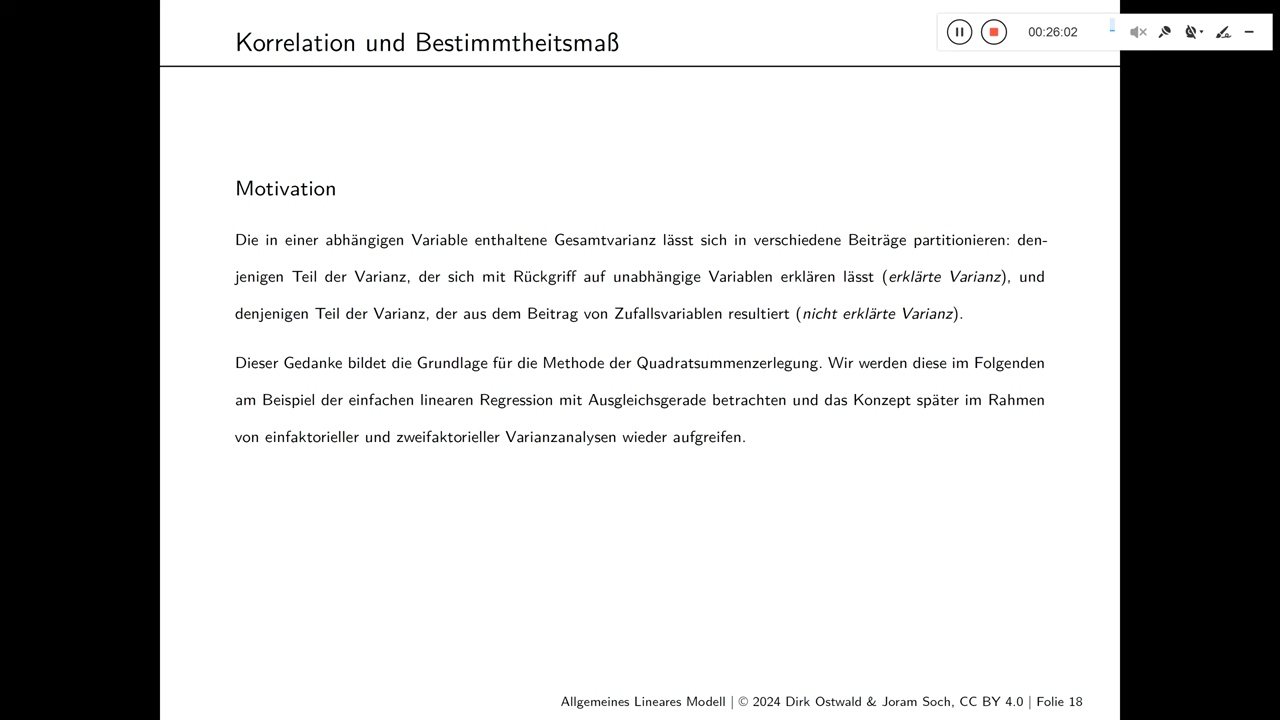 Korrelation und Bestimmtheitsmaß
00:26:02
Motivation
Die in einer abhängigen Variable enthaltene Gesamtvarianz lässt sich in verschiedene Beiträge partitionieren: den-
jenigen Teil der Varianz, der sich mit Rückgriff auf unabhängige Variablen erklären lässt (erklärte Varianz), und
denjenigen Teil der Varianz, der aus dem Beitrag von Zufallsvariablen resultiert (nicht erklärte Varianz).
Dieser Gedanke bildet die Grundlage für die Methode der Quadratsummenzerlegung. Wir werden diese im Folgenden
am Beispiel der einfachen linearen Regression mit Ausgleichsgerade betrachten und das Konzept später im Rahmen
von einfaktorieller und zweifaktorieller Varianzanalysen wieder aufgreifen.
Allgemeines Lineares Modell | © 2024 Dirk Ostwald & Joram Soch, CC BY 4.0 | Folie 18